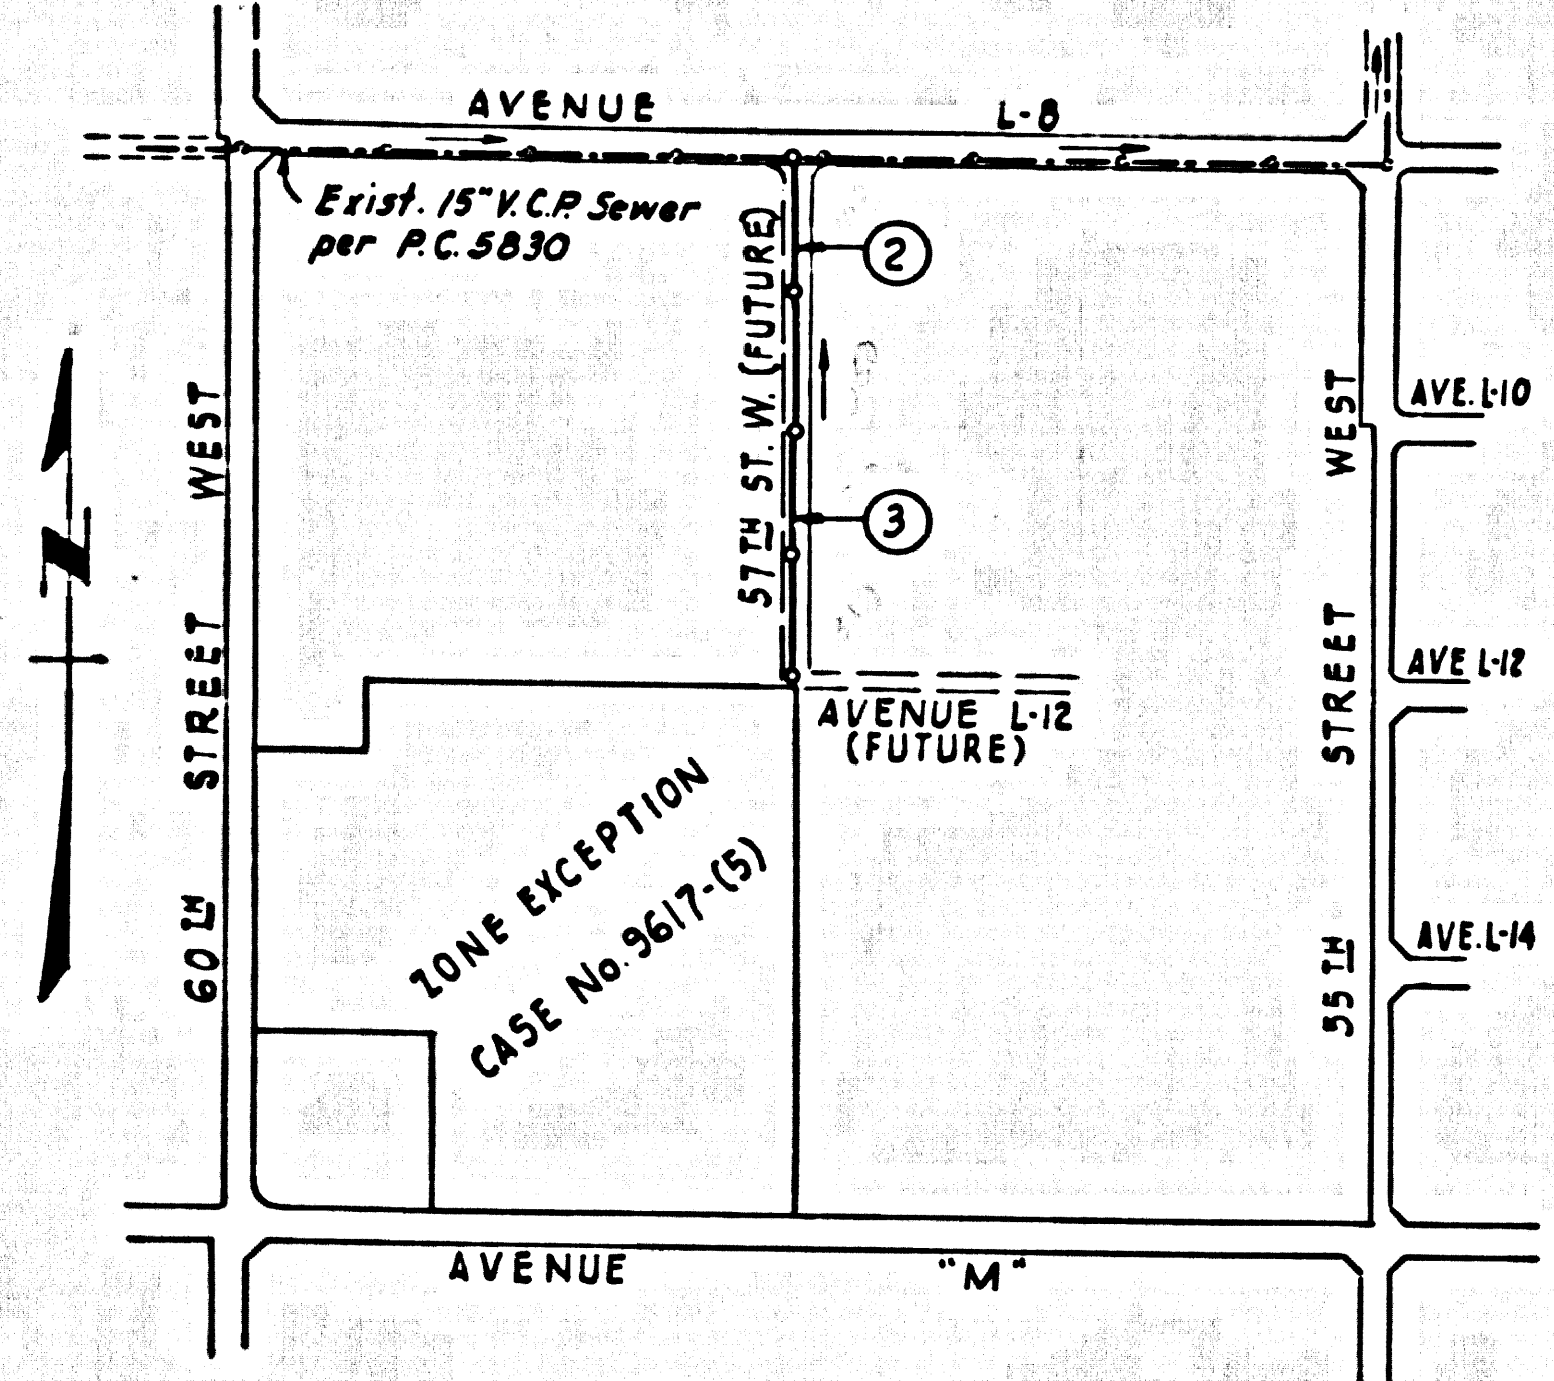 AVENUE L-8
Exist. 15" V.C.P. Sewer
per P.C. 5830
2
57TH ST. W. (FUTURE)
3
N
60TH STREET WEST
55TH STREET WEST
AVE. L-10
AVE L-12
AVE. L-14
AVENUE L-12
(FUTURE)
ZONE EXCEPTION
CASE No. 9617-(5)
AVENUE "M"